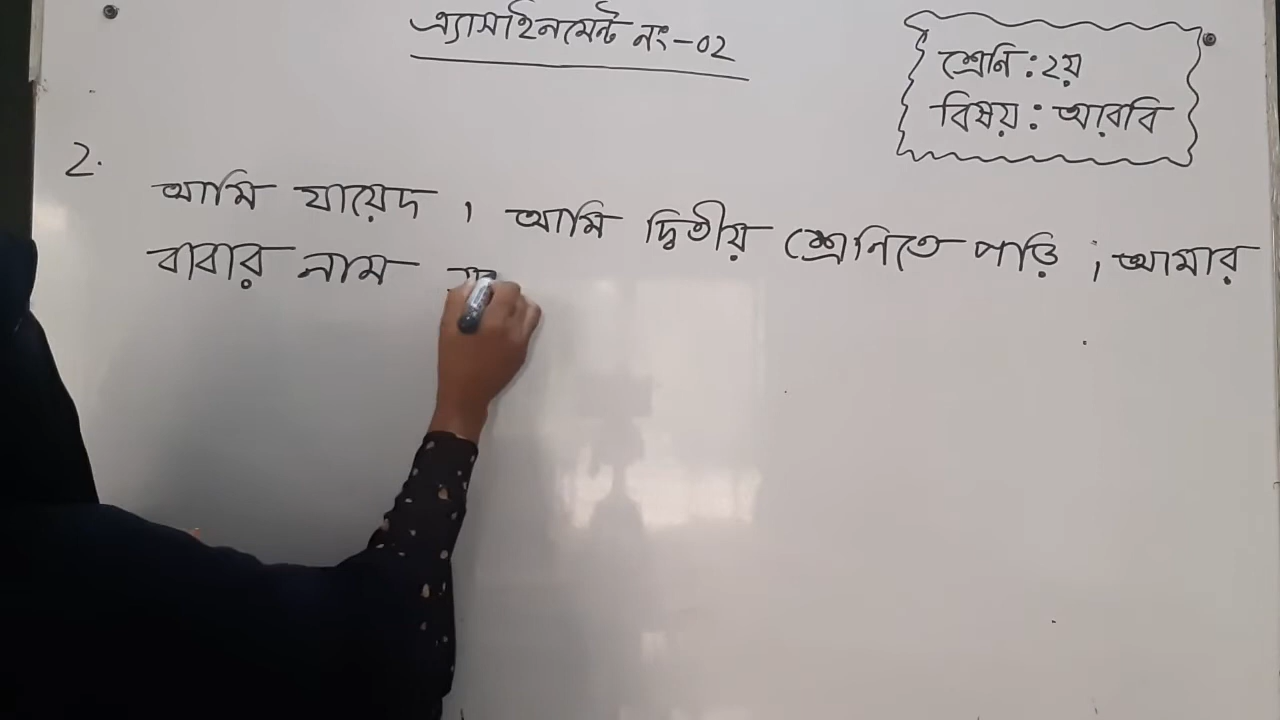 এ্যাসাইনমেন্ট নং-০২
শ্রেনি : ২য়
বিষয় : আরবি
2.
আমি যায়েদ , আমি দ্বিতীয় শ্রেনিতে পড়ি ; আমার
বাবার নাম